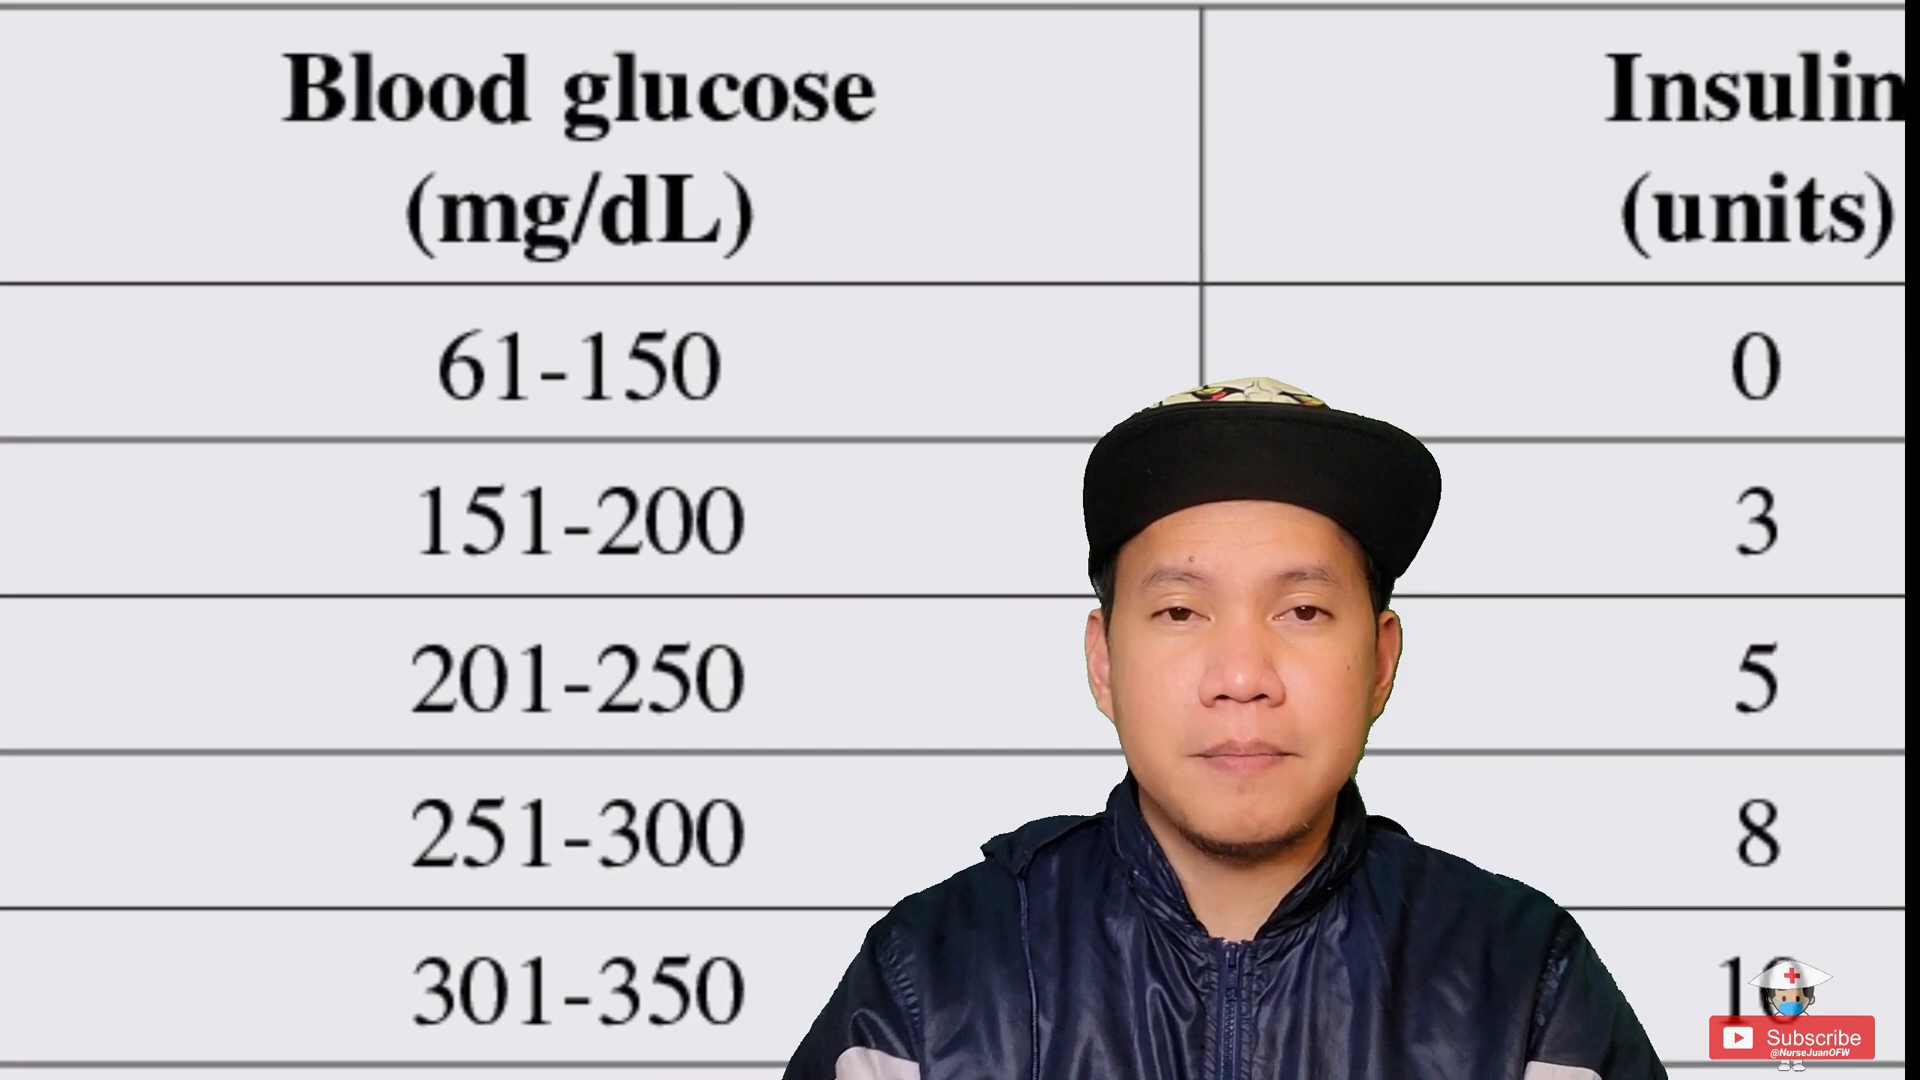 Blood glucose Insulin
(mg/dL) (units)
61-150 0
151-200 3
201-250 5
251-300 8
301-350 10
Subscribe
@NurseJuanOFW